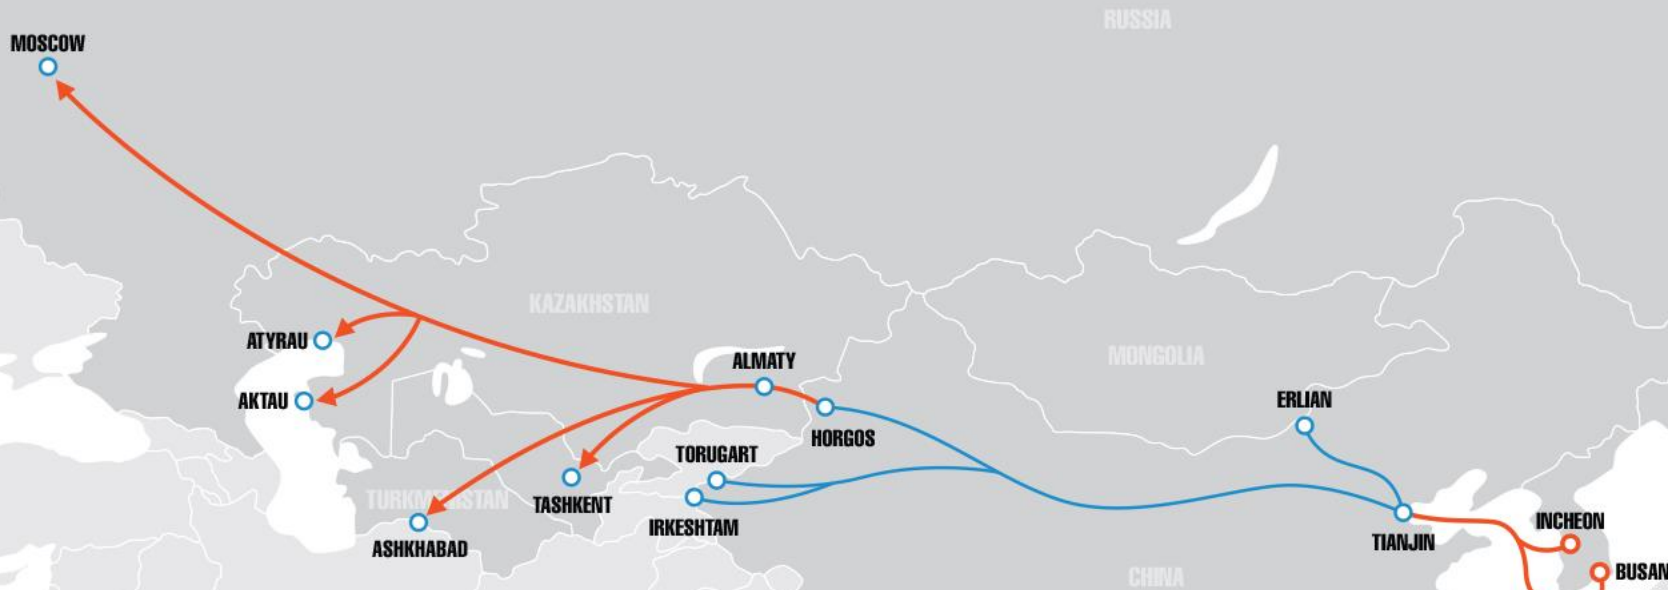 RUSSIA
MOSCOW
KAZAKHSTAN
ATYRAU
ALMATY
MONGOLIA
AKTAU
ERLIAN
HORGOS
TORUGART
TURKMENISTAN
TASHKENT
IRKESHTAM
INCHEON
TIANJIN
ASHKHABAD
CHINA
BUSAN